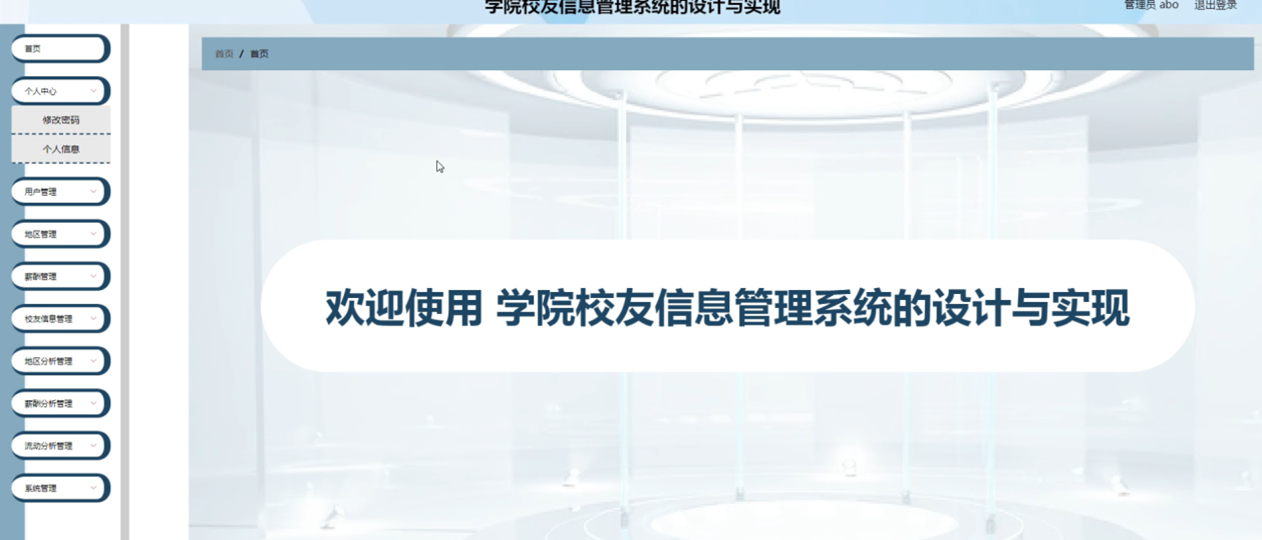 学院校友信息管理系统的设计与实现
管理员 abo 退出登录
首页
首页 / 首页
个人中心
修改密码
个人信息
用户管理
地区管理
薪酬管理
校友信息管理
地区分析管理
薪酬分析管理
流动分析管理
系统管理
欢迎使用 学院校友信息管理系统的设计与实现